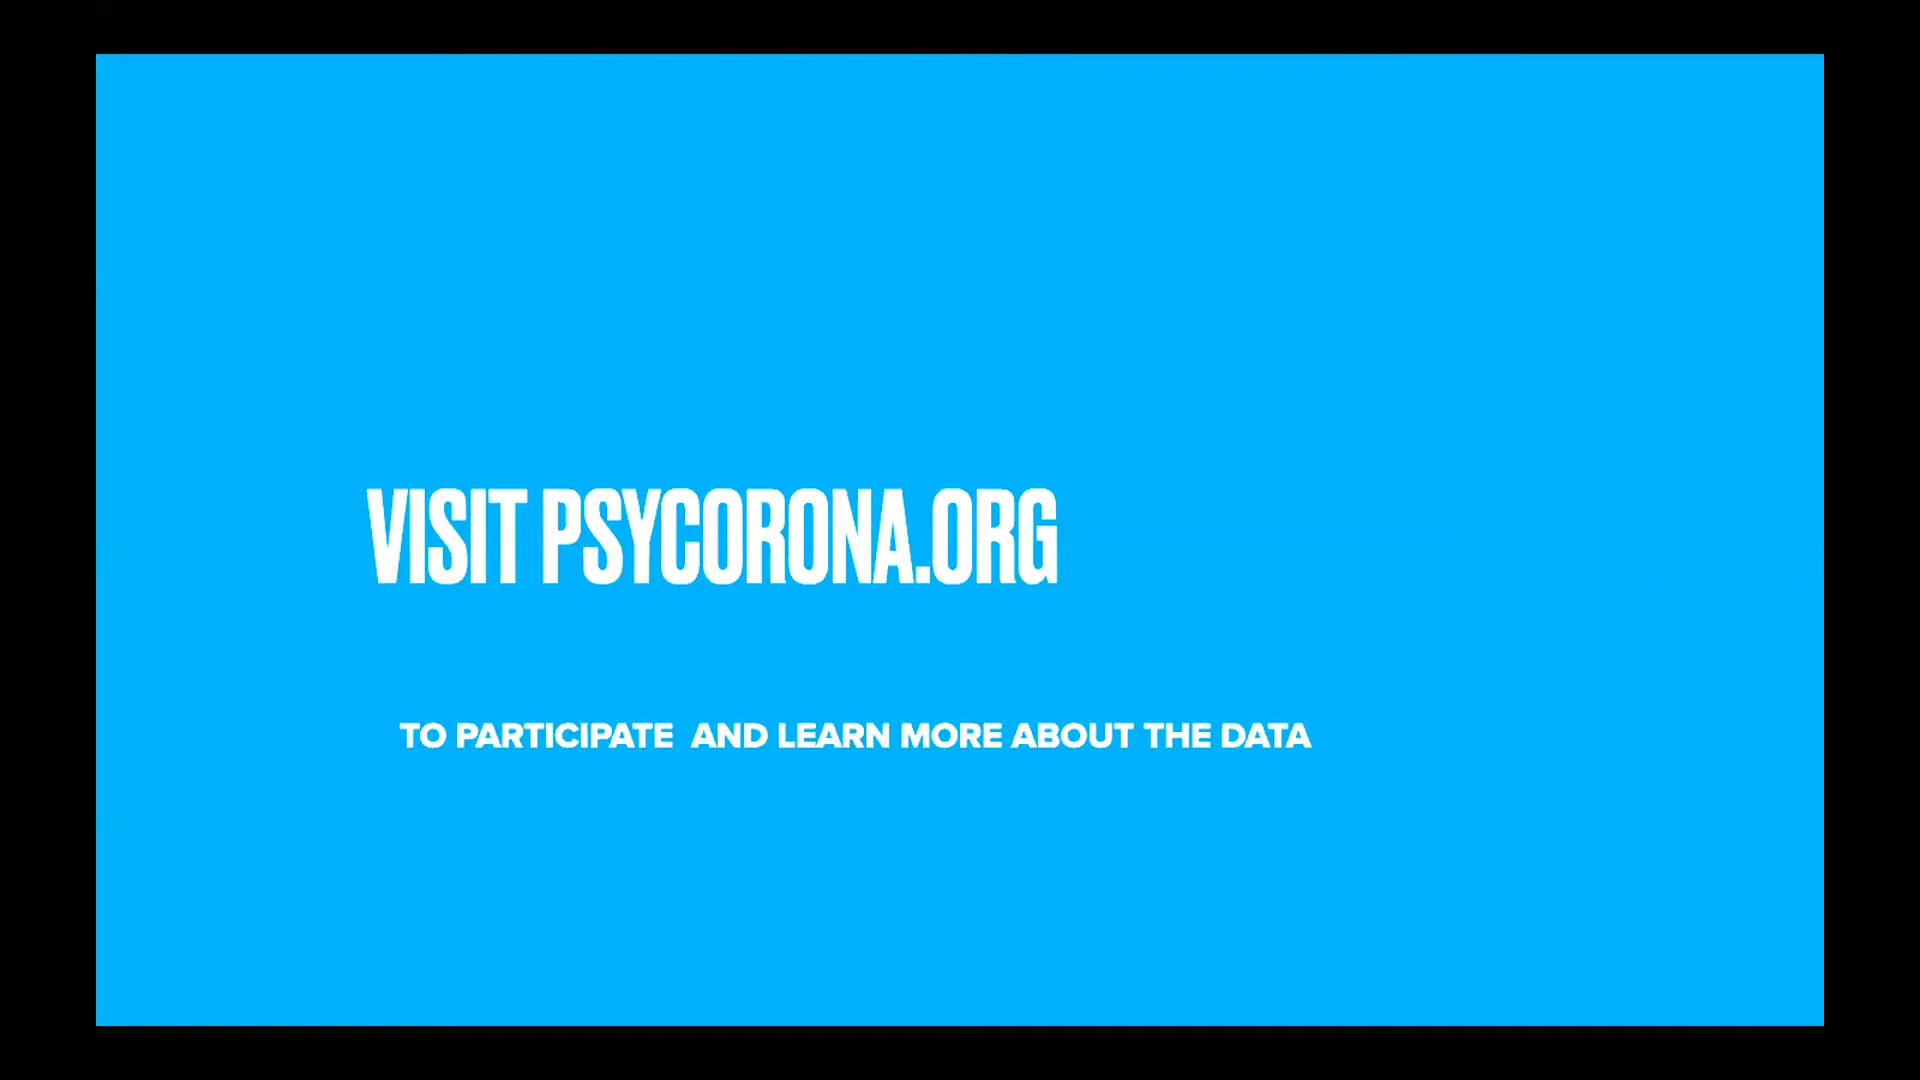 VISIT PSYCORONA.ORG
TO PARTICIPATE  AND LEARN MORE ABOUT THE DATA